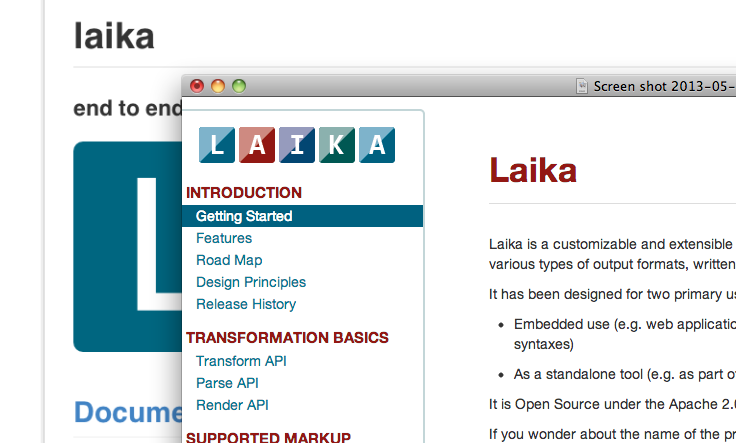 laika
end to end
L
Docume
Screen shot 2013-05-
LAIKA
INTRODUCTION
Getting Started
Features
Road Map
Design Principles
Release History
TRANSFORMATION BASICS
Transform API
Parse API
Render API
SUPPORTED MARKUP
Laika
Laika is a customizable and extensible
various types of output formats, written
It has been designed for two primary us
• Embedded use (e.g. web applicatio
syntaxes)
• As a standalone tool (e.g. as part o
It is Open Source under the Apache 2.0
If you wonder about the name of the pr